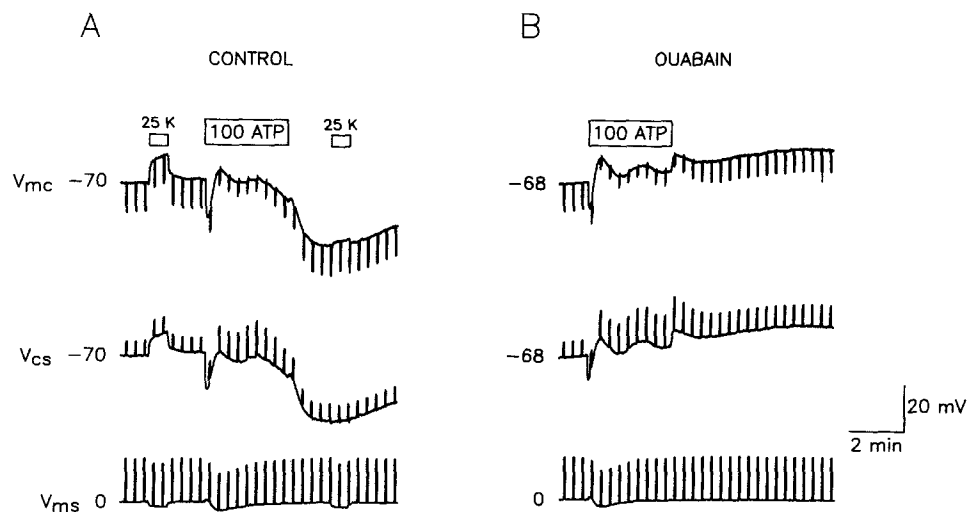 A
CONTROL
25 K
100 ATP
25 K
Vmc -70
Vcs -70
Vms 0
B
OUABAIN
100 ATP
-68
-68
0
20 mV
2 min